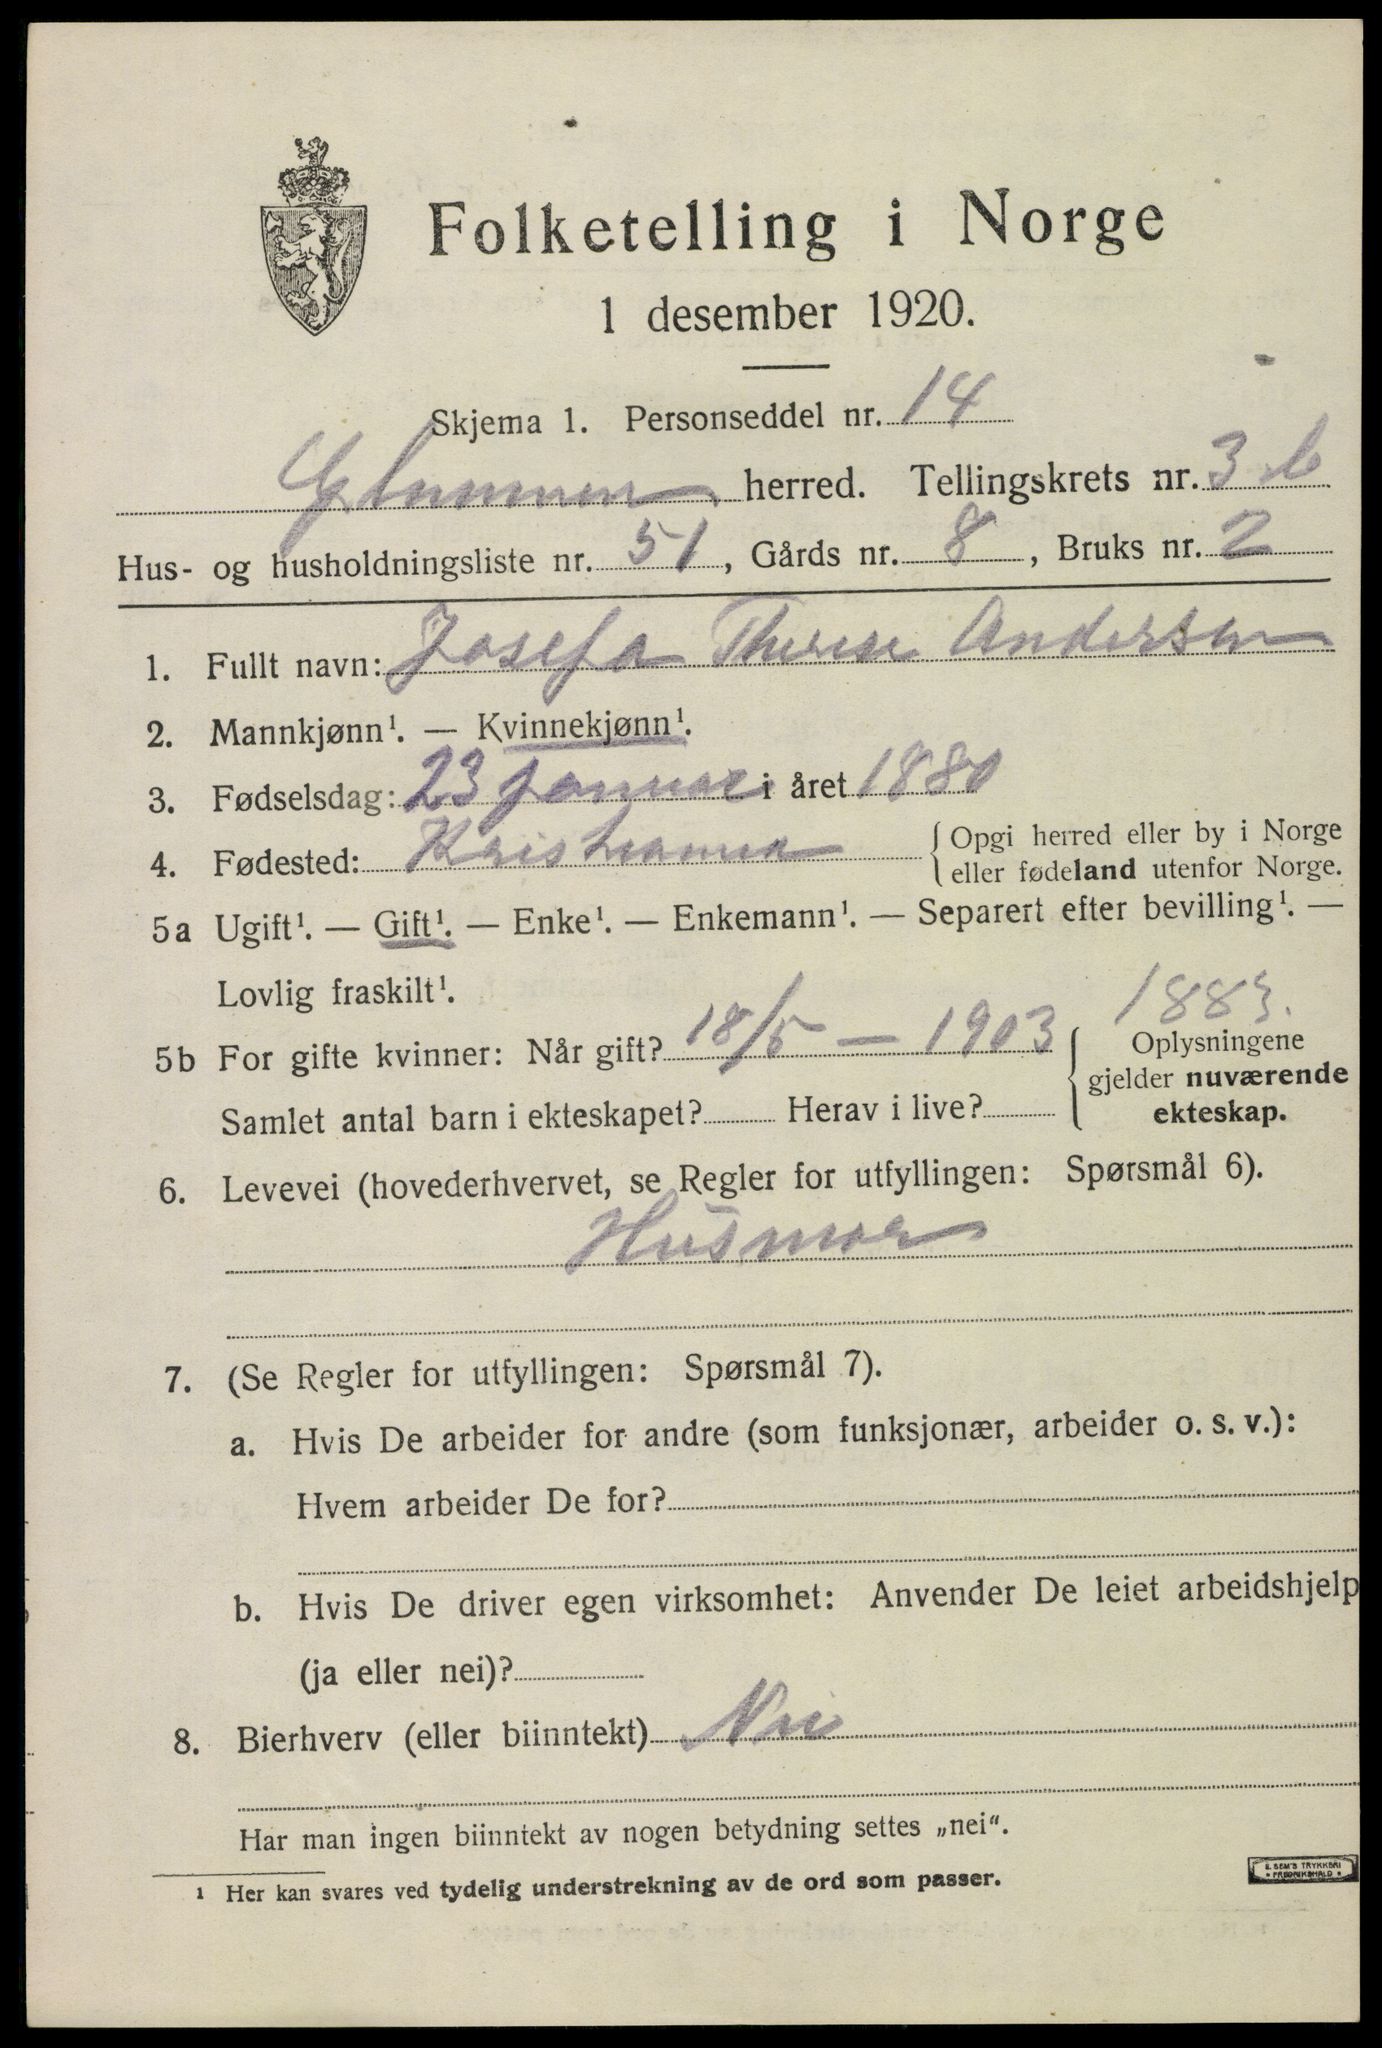 Folketelling i Norge
1 desember 1920.
Skjema 1. Personseddel nr. 14
Glemmen herred. Tellingskrets nr. 3 b
Hus- og husholdningsliste nr. 51, Gårds nr. 8, Bruks nr. 2
1. Fullt navn: Josefa Therese Andersen
2. Mannkjønn¹. — Kvinnekjønn¹.
3. Fødselsdag: 23 januar i året 1880
4. Fødested: Kristiania { Opgi herred eller by i Norge
eller fødeland utenfor Norge.
5a Ugift¹. — Gift¹. — Enke¹. — Enkemann¹. — Separert efter bevilling¹. —
Lovlig fraskilt¹.
1883.
5b For gifte kvinner: Når gift? 18/5 — 1903 { Oplysningene
gjelder nuværende
Samlet antal barn i ekteskapet? Herav i live?
ekteskap.
6. Levevei (hovederhvervet, se Regler for utfyllingen: Spørsmål 6).
Husmor
7. (Se Regler for utfyllingen: Spørsmål 7).
a. Hvis De arbeider for andre (som funksjonær, arbeider o. s. v.):
Hvem arbeider De for?
b. Hvis De driver egen virksomhet: Anvender De leiet arbeidshjelp
(ja eller nei)?
8. Bierhverv (eller biinntekt) Nei
Har man ingen biinntekt av nogen betydning settes „nei“.
¹ Her kan svares ved tydelig understrekning av de ord som passer.
E. SEM'S TRYKKERI
• FREDRIKSHALD •